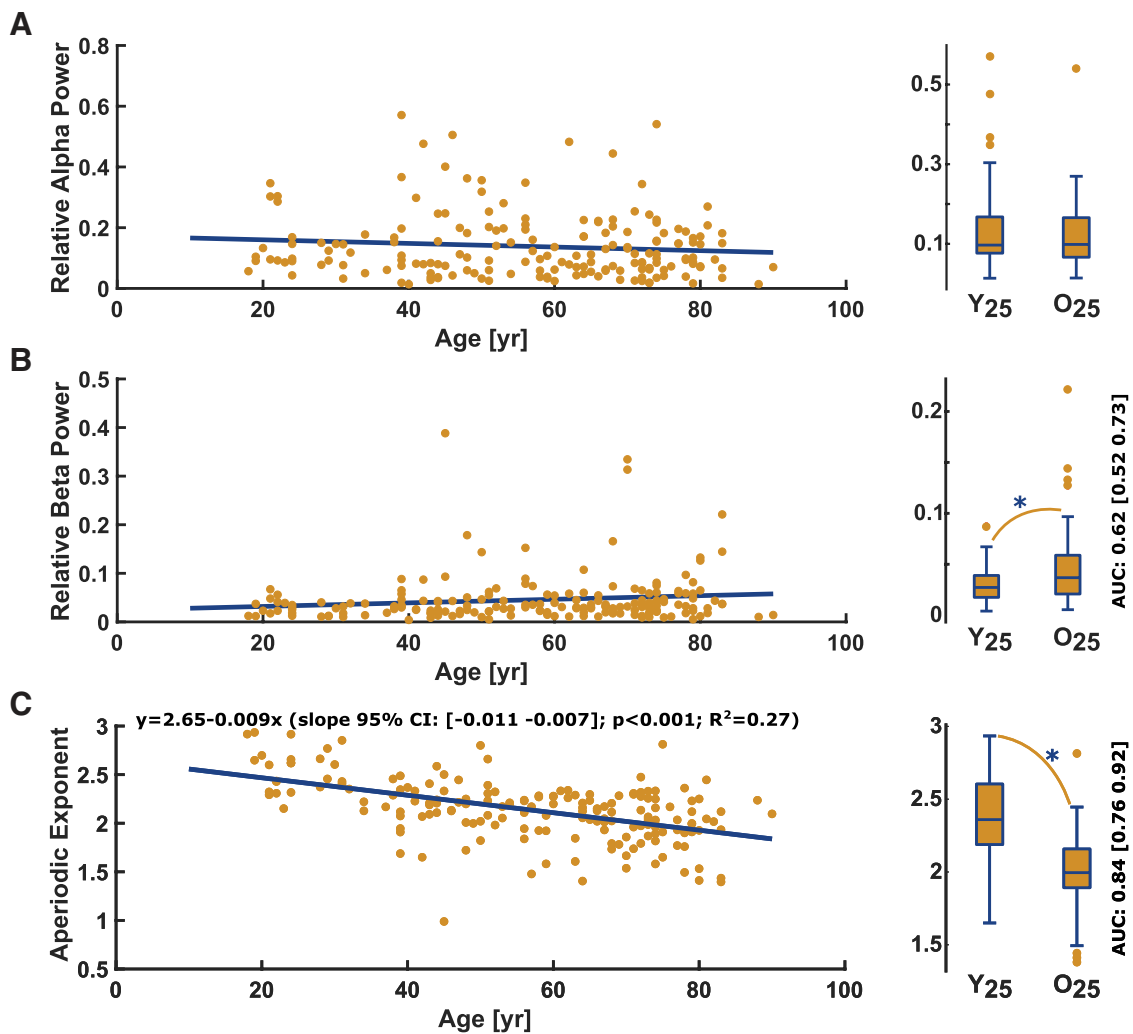 A
Relative Alpha Power
0.8
0.6
0.4
0.2
0
0 20 40 60 80 100
Age [yr]
0.5
0.3
0.1
Y25 O25
B
Relative Beta Power
0.5
0.4
0.3
0.2
0.1
0
0 20 40 60 80 100
Age [yr]
0.2
0.1
0
*
Y25 O25
AUC: 0.62 [0.52 0.73]
C
y=2.65-0.009x (slope 95% CI: [-0.011 -0.007]; p<0.001; R²=0.27)
Aperiodic Exponent
3
2.5
2
1.5
1
0.5
0 20 40 60 80 100
Age [yr]
3
2.5
2
1.5
*
Y25 O25
AUC: 0.84 [0.76 0.92]